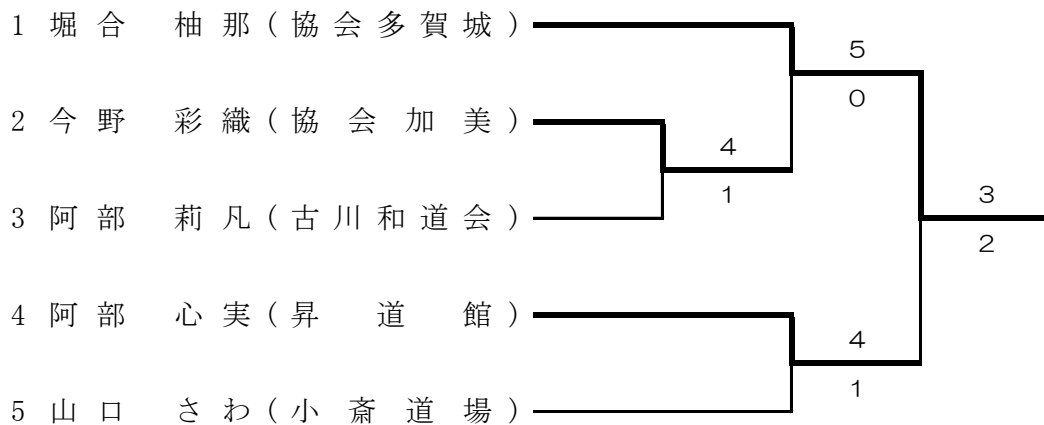 1 堀合 柚那(協会多賀城)
5
0
2 今野 彩織(協会加美)
4
1
3 阿部 莉凡(古川和道会)
3
2
4 阿部 心実(昇道館)
4
1
5 山口 さわ(小斎道場)